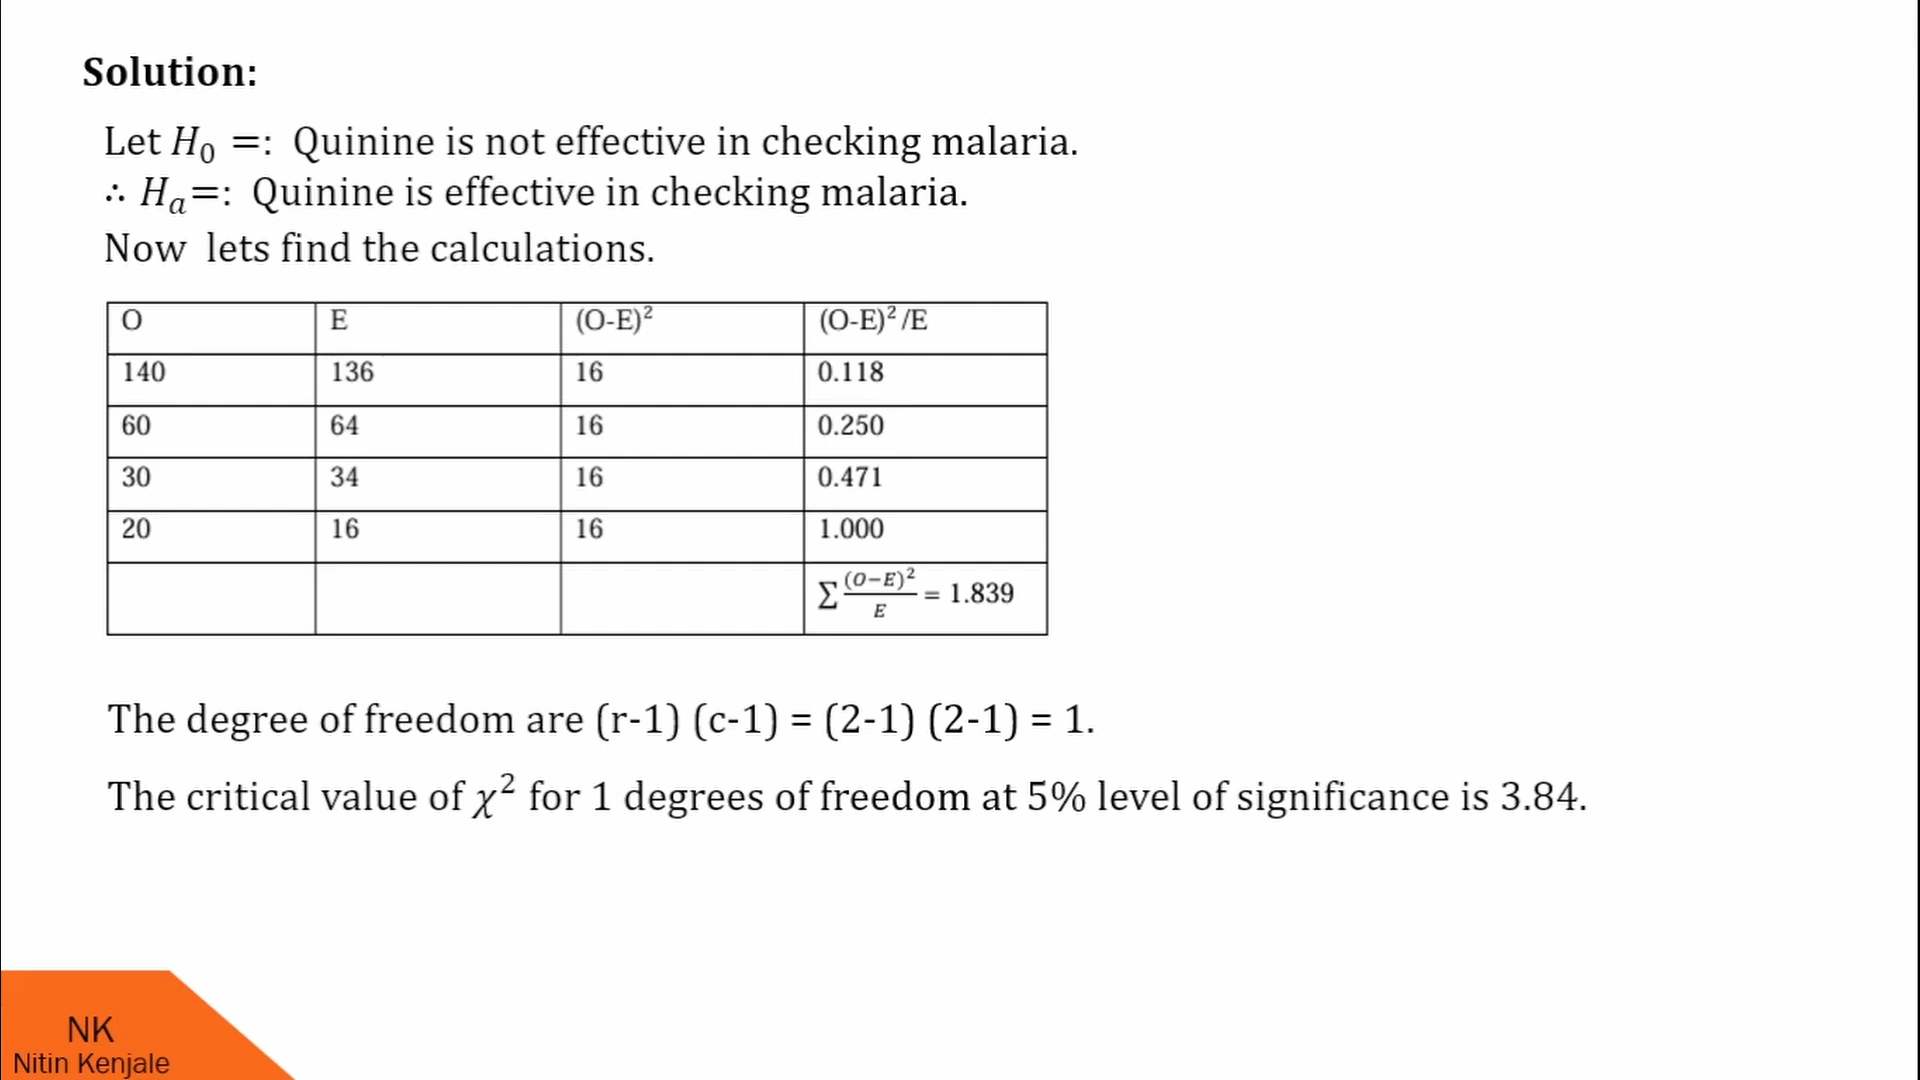 Solution:
Let H₀ =: Quinine is not effective in checking malaria.
∴ Hₐ=: Quinine is effective in checking malaria.
Now lets find the calculations.
O E (O-E)² (O-E)² /E
140 136 16 0.118
60 64 16 0.250
30 34 16 0.471
20 16 16 1.000
∑ (O−E)²/E = 1.839
The degree of freedom are (r-1) (c-1) = (2-1) (2-1) = 1.
The critical value of χ² for 1 degrees of freedom at 5% level of significance is 3.84.
NK
Nitin Kenjale